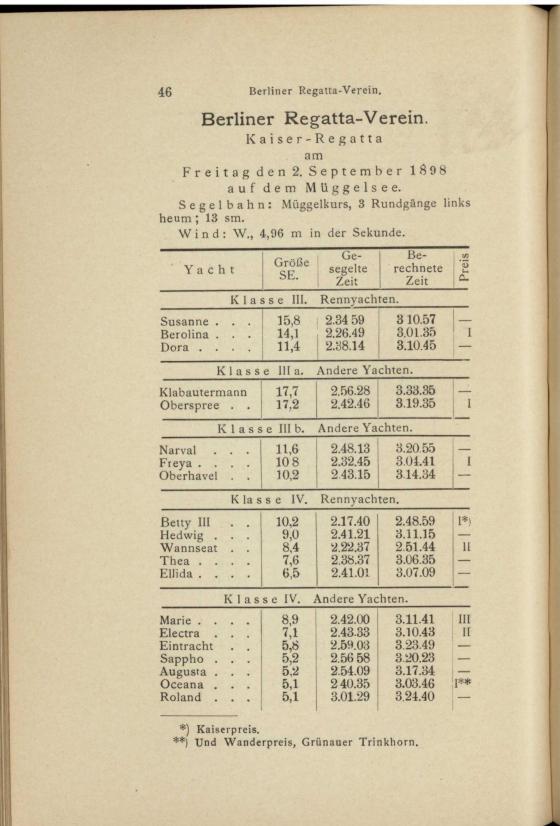 46 Berliner Regatta-Verein.
Berliner Regatta-Verein.
Kaiser-Regatta
am
Freitag den 2. September 1898
auf dem Müggelsee.
Segelbahn: Müggelkurs, 3 Rundgänge links
heum; 13 sm.
Wind: W., 4,96 m in der Sekunde.
Yacht Größe SE. Ge-segelte Zeit Be-rechnete Zeit Preis
Klasse III. Rennyachten.
Susanne . . . 15,8 2.34 59 3 10.57 —
Berolina . . . 14,1 2.26.49 3.01.35 I
Dora . . . . 11,4 2.38.14 3.10.45 —
Klasse IIIa. Andere Yachten.
Klabautermann 17,7 2.56.28 3.33.35 —
Oberspree . . 17,2 2.42.46 3.19.35 I
Klasse IIIb. Andere Yachten.
Narval . . . 11,6 2.48.13 3.20.55 —
Freya . . . . 10 8 2.32.45 3.04.41 I
Oberhavel . . 10,2 2 43.15 3.14.34 —
Klasse IV. Rennyachten.
Betty III . . 10,2 2.17.40 2.48.59 I*)
Hedwig . . . 9,0 2.41.21 3.11.15 —
Wannseat . . 8,4 2.22,37 2.51.44 II
Thea . . . . 7,6 2.38.37 3.06.35 —
Ellida . . . . 6,5 2.41.01 3.07.09 —
Klasse IV. Andere Yachten.
Marie . . . . 8,9 2.42.00 3.11.41 III
Electra . . . 7,1 2.43.33 3.10.43 II
Eintracht . . 5,8 2.59.03 3.23.49 —
Sappho . . . 5,2 2.56 58 3.20.23 —
Augusta . . . 5,2 2.54.09 3.17.34 —
Oceana . . . 5,1 2 40.35 3.03.46 I**
Roland . . . 5,1 3.01.29 3.24.40 —
*) Kaiserpreis.
**) Und Wanderpreis, Grünauer Trinkhorn.